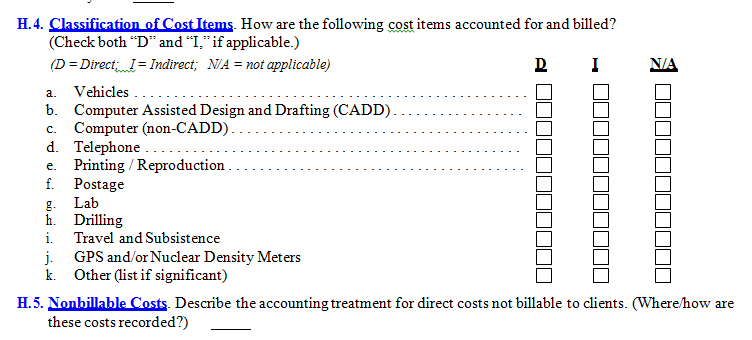 H.4. Classification of Cost Items. How are the following cost items accounted for and billed?
(Check both “D” and “I,” if applicable.)
(D = Direct; I = Indirect; N/A = not applicable) D I N/A
a. Vehicles . . . . . . . . . . . . . . . . . . . . . . . . . . . . . . . . . . . . . . . . . . . . . . . . . . . . .
b. Computer Assisted Design and Drafting (CADD) . . . . . . . . . . . . . . . . . .
c. Computer (non-CADD) . . . . . . . . . . . . . . . . . . . . . . . . . . . . . . . . . . . . . . . .
d. Telephone . . . . . . . . . . . . . . . . . . . . . . . . . . . . . . . . . . . . . . . . . . . . . . . . . . .
e. Printing / Reproduction . . . . . . . . . . . . . . . . . . . . . . . . . . . . . . . . . . . . . . . .
f. Postage
g. Lab
h. Drilling
i. Travel and Subsistence
j. GPS and/or Nuclear Density Meters
k. Other (list if significant)
H.5. Nonbillable Costs. Describe the accounting treatment for direct costs not billable to clients. (Where/how are
these costs recorded?) _____